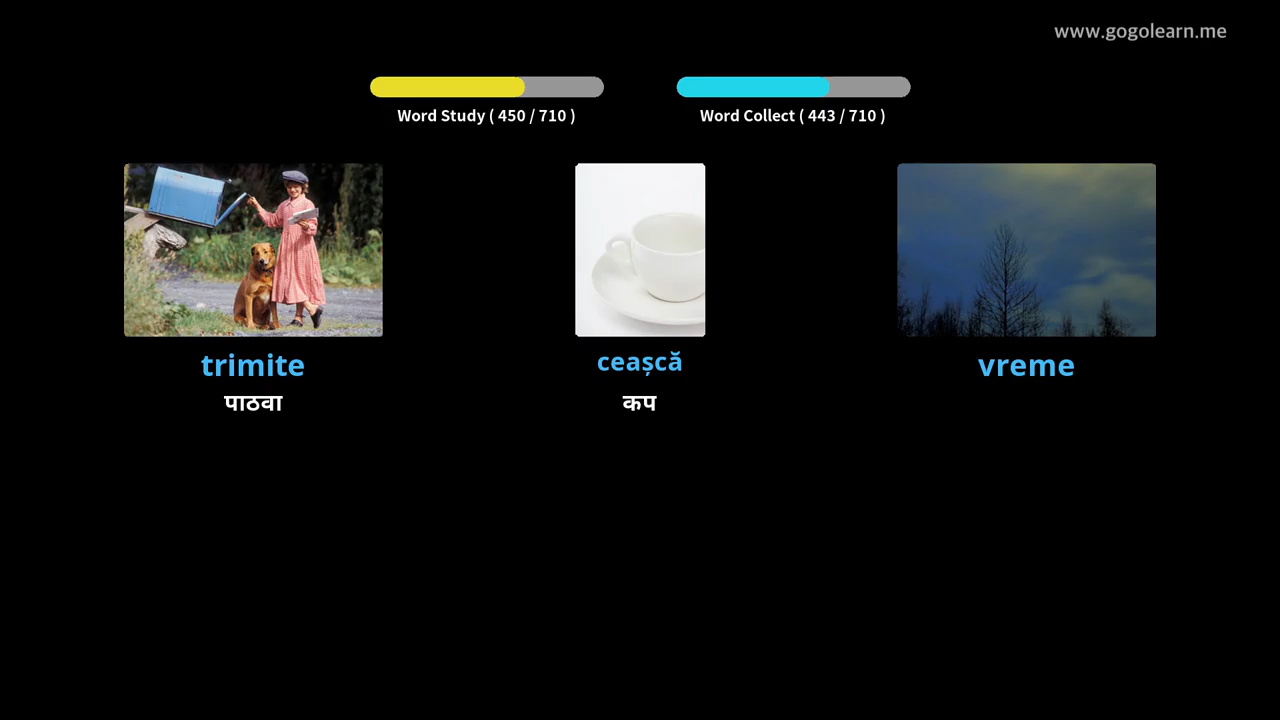 www.gogolearn.me
Word Study ( 450 / 710 )
Word Collect ( 443 / 710 )
trimite
ceașcă
vreme
पाठवा
कप